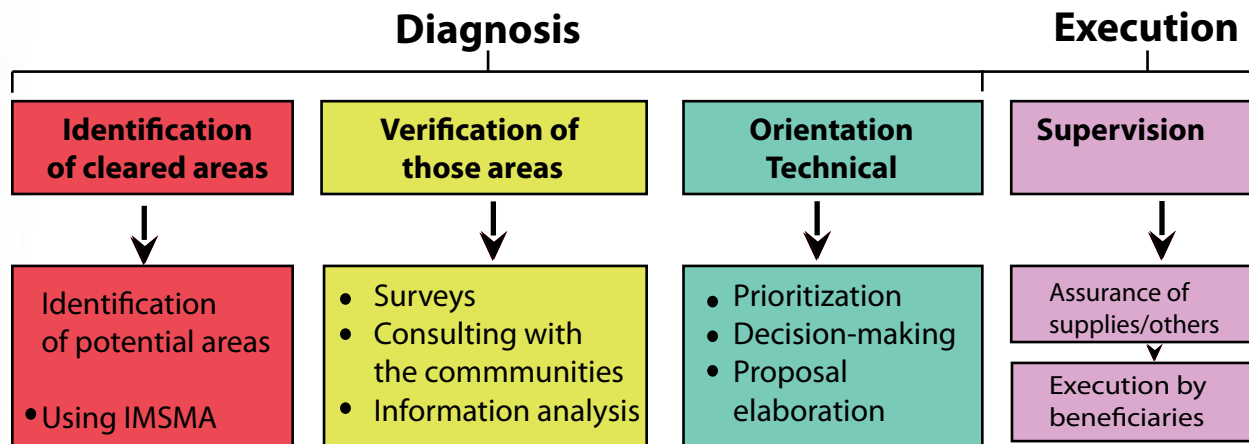 Diagnosis
Execution
Identification
of cleared areas
Verification of
those areas
Orientation
Technical
Supervision
Identification
of potential areas
• Using IMSMA
• Surveys
• Consulting with
the commmunities
• Information analysis
• Prioritization
• Decision-making
• Proposal
elaboration
Assurance of
supplies/others
Execution by
beneficiaries